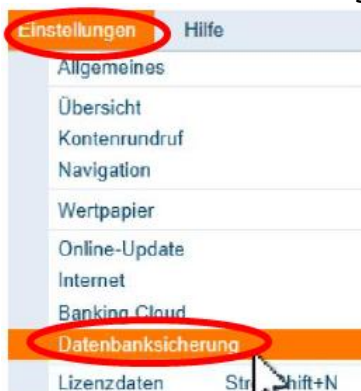 Einstellungen Hilfe
Allgemeines
Übersicht
Kontenrundruf
Navigation
Wertpapier
Online-Update
Internet
Banking Cloud
Datenbanksicherung
Lizenzdaten